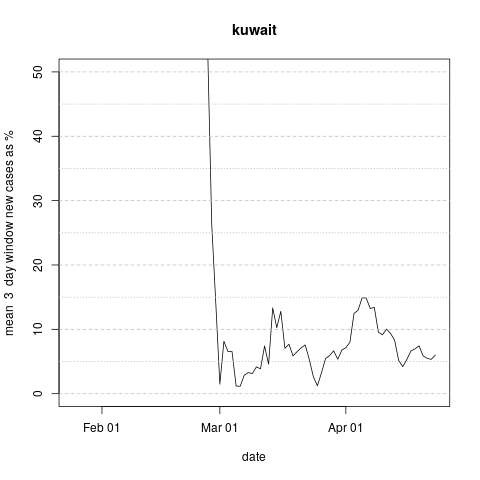 kuwait
mean 3 day window new cases as %
50
40
30
20
10
0
Feb 01
Mar 01
Apr 01
date